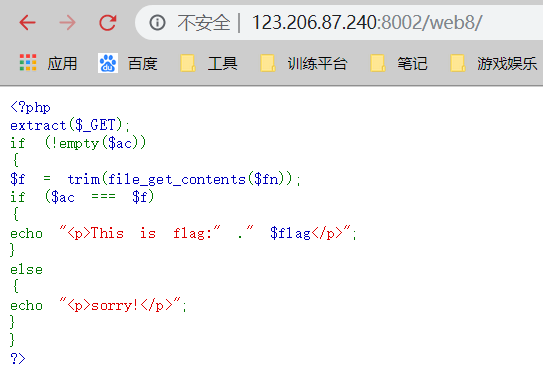 不安全 | 123.206.87.240:8002/web8/
应用 百度 工具 训练平台 笔记 游戏娱乐
<?php
extract($_GET);
if (!empty($ac))
{
$f = trim(file_get_contents($fn));
if ($ac === $f)
{
echo "<p>This is flag:" ." $flag</p>";
}
else
{
echo "<p>sorry!</p>";
}
}
?>